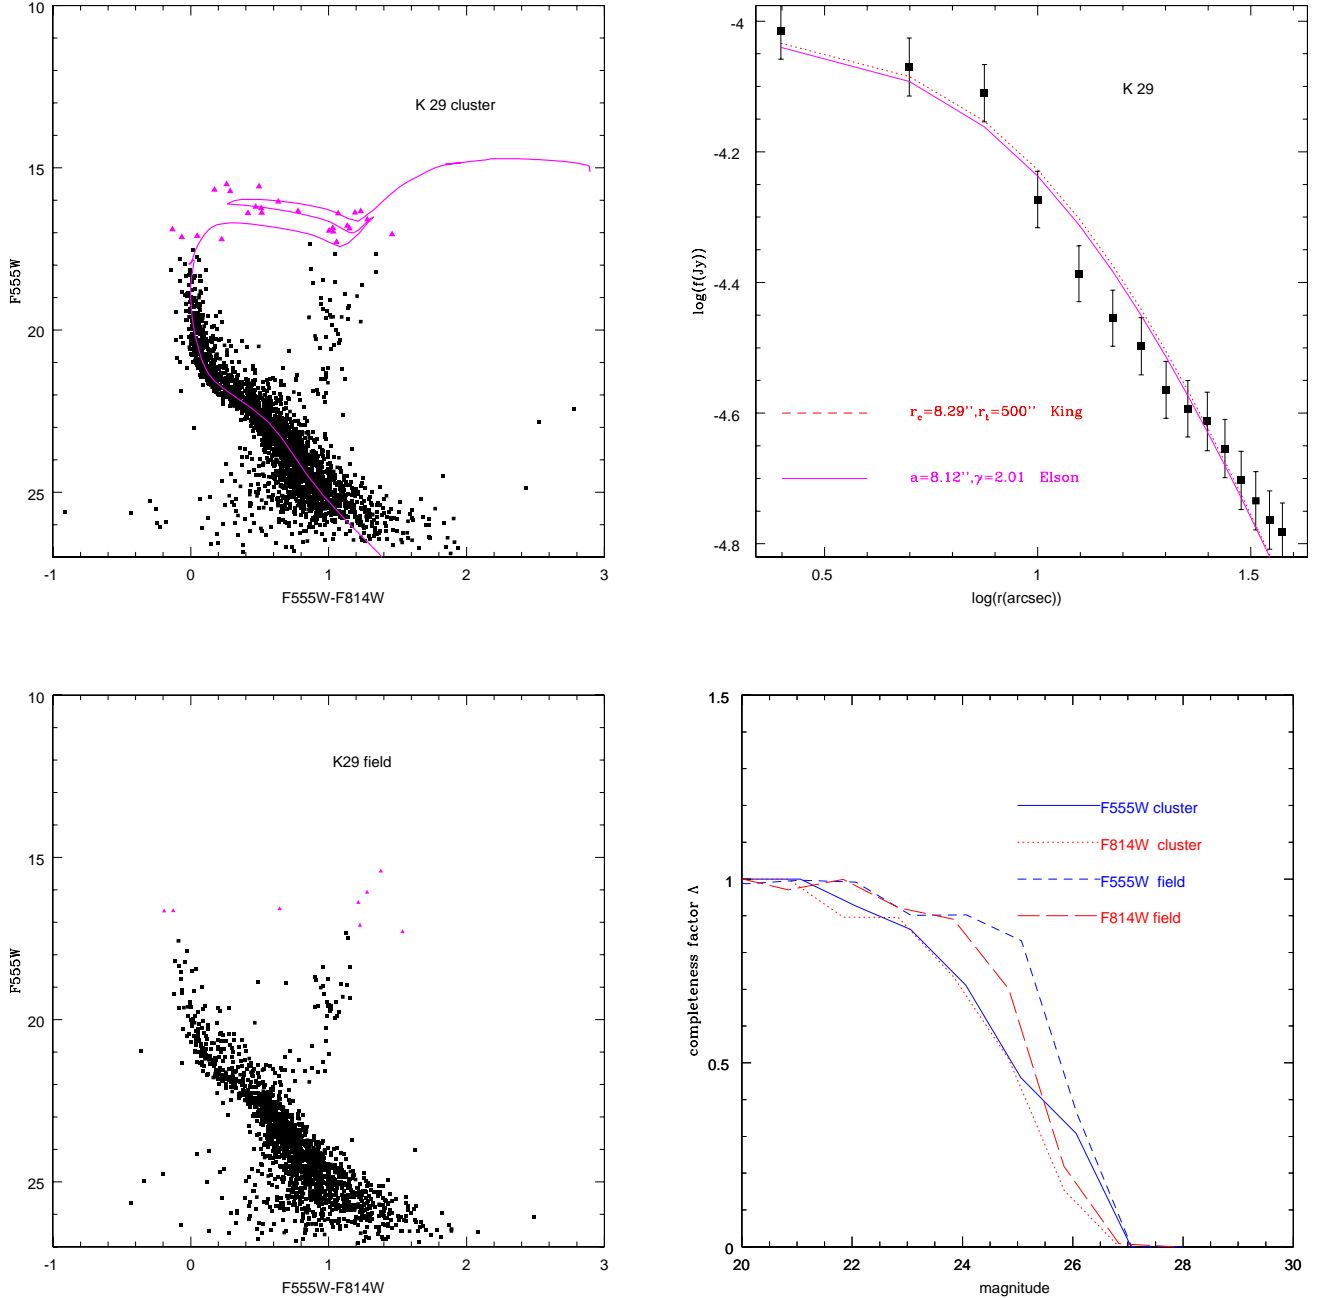 10
15
20
25
F555W
K 29 cluster
-1
0
1
2
3
F555W-F814W
-4
-4.2
-4.4
-4.6
-4.8
log(f(Jy))
K 29
r_c=8.29'',r_t=500'' King
a=8.12'',γ=2.01 Elson
0.5
1
1.5
log(r(arcsec))
10
15
20
25
F555W
K29 field
-1
0
1
2
3
F555W-F814W
1.5
1
0.5
0
completeness factor Λ
F555W cluster
F814W cluster
F555W field
F814W field
20
22
24
26
28
30
magnitude